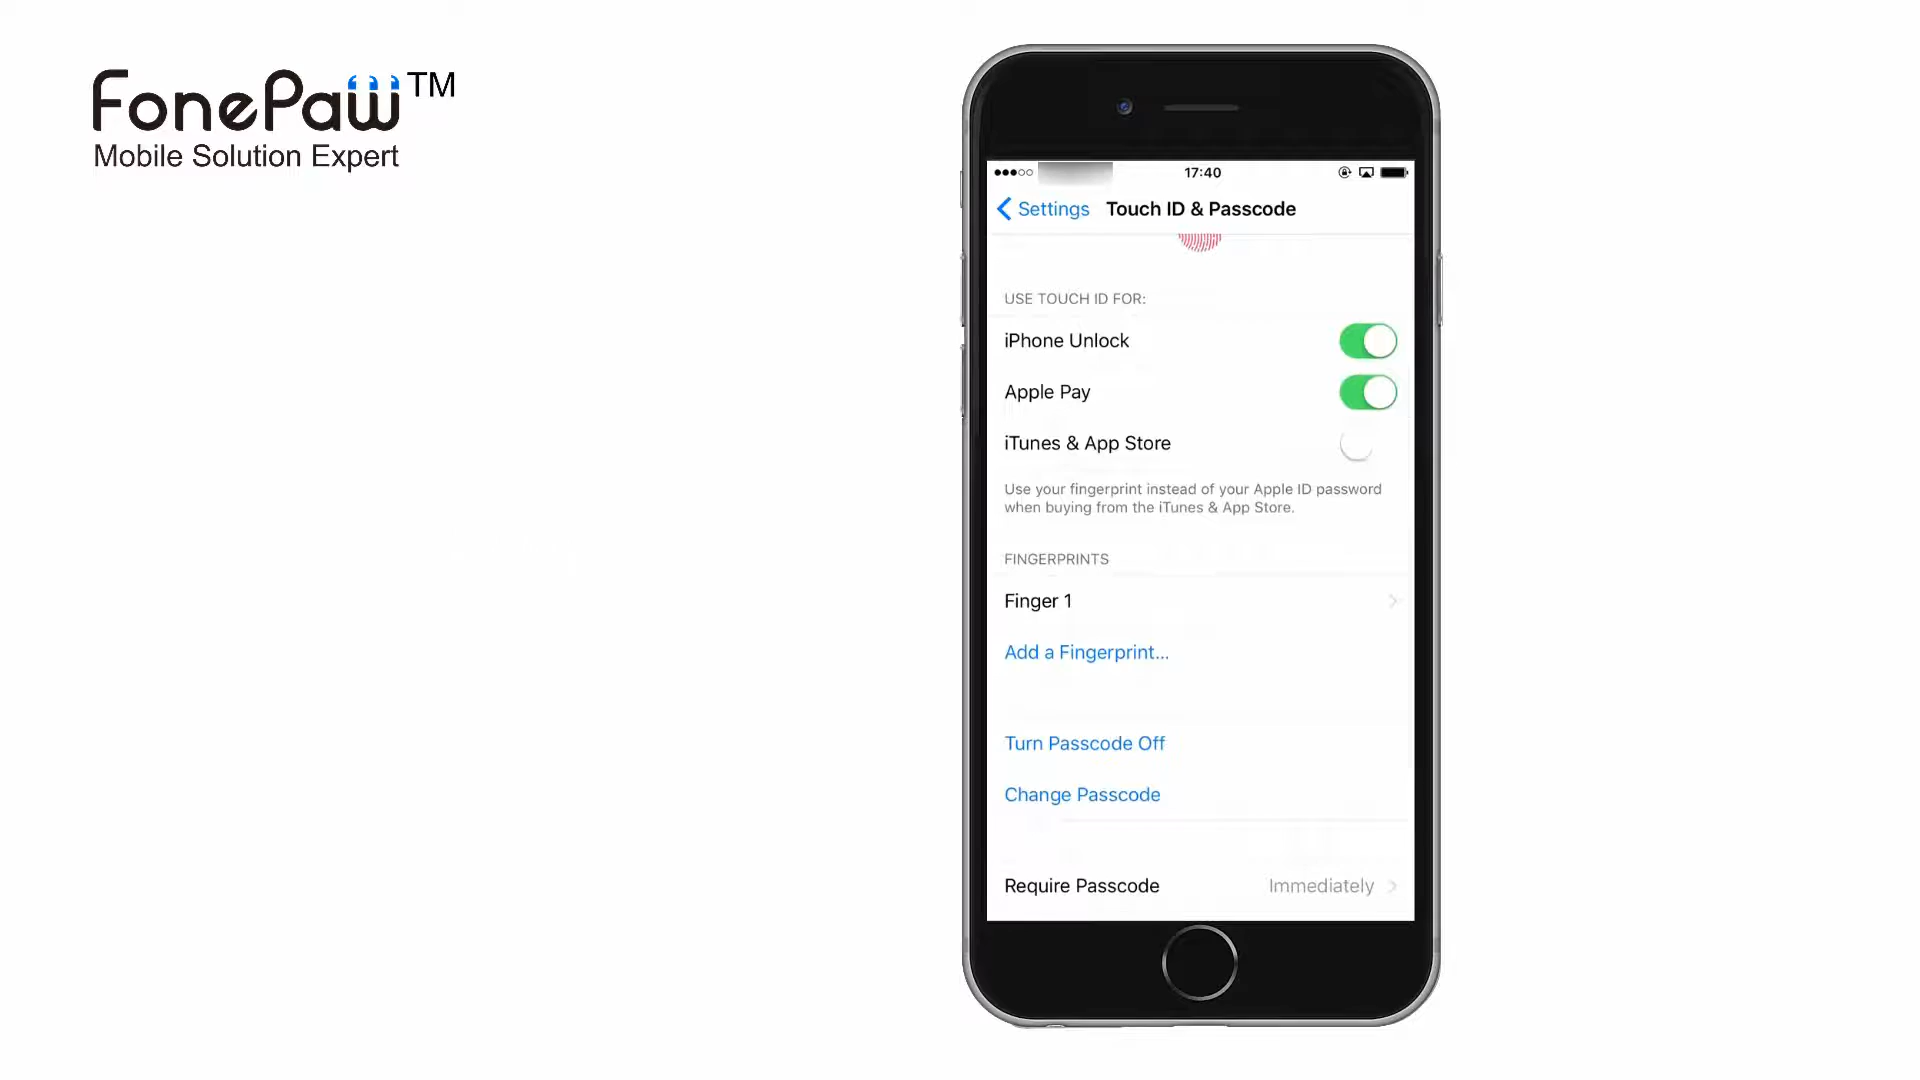 FonePaw™
Mobile Solution Expert
17:40
Settings
Touch ID & Passcode
USE TOUCH ID FOR:
iPhone Unlock
Apple Pay
iTunes & App Store
Use your fingerprint instead of your Apple ID password
when buying from the iTunes & App Store.
FINGERPRINTS
Finger 1
Add a Fingerprint...
Turn Passcode Off
Change Passcode
Require Passcode Immediately